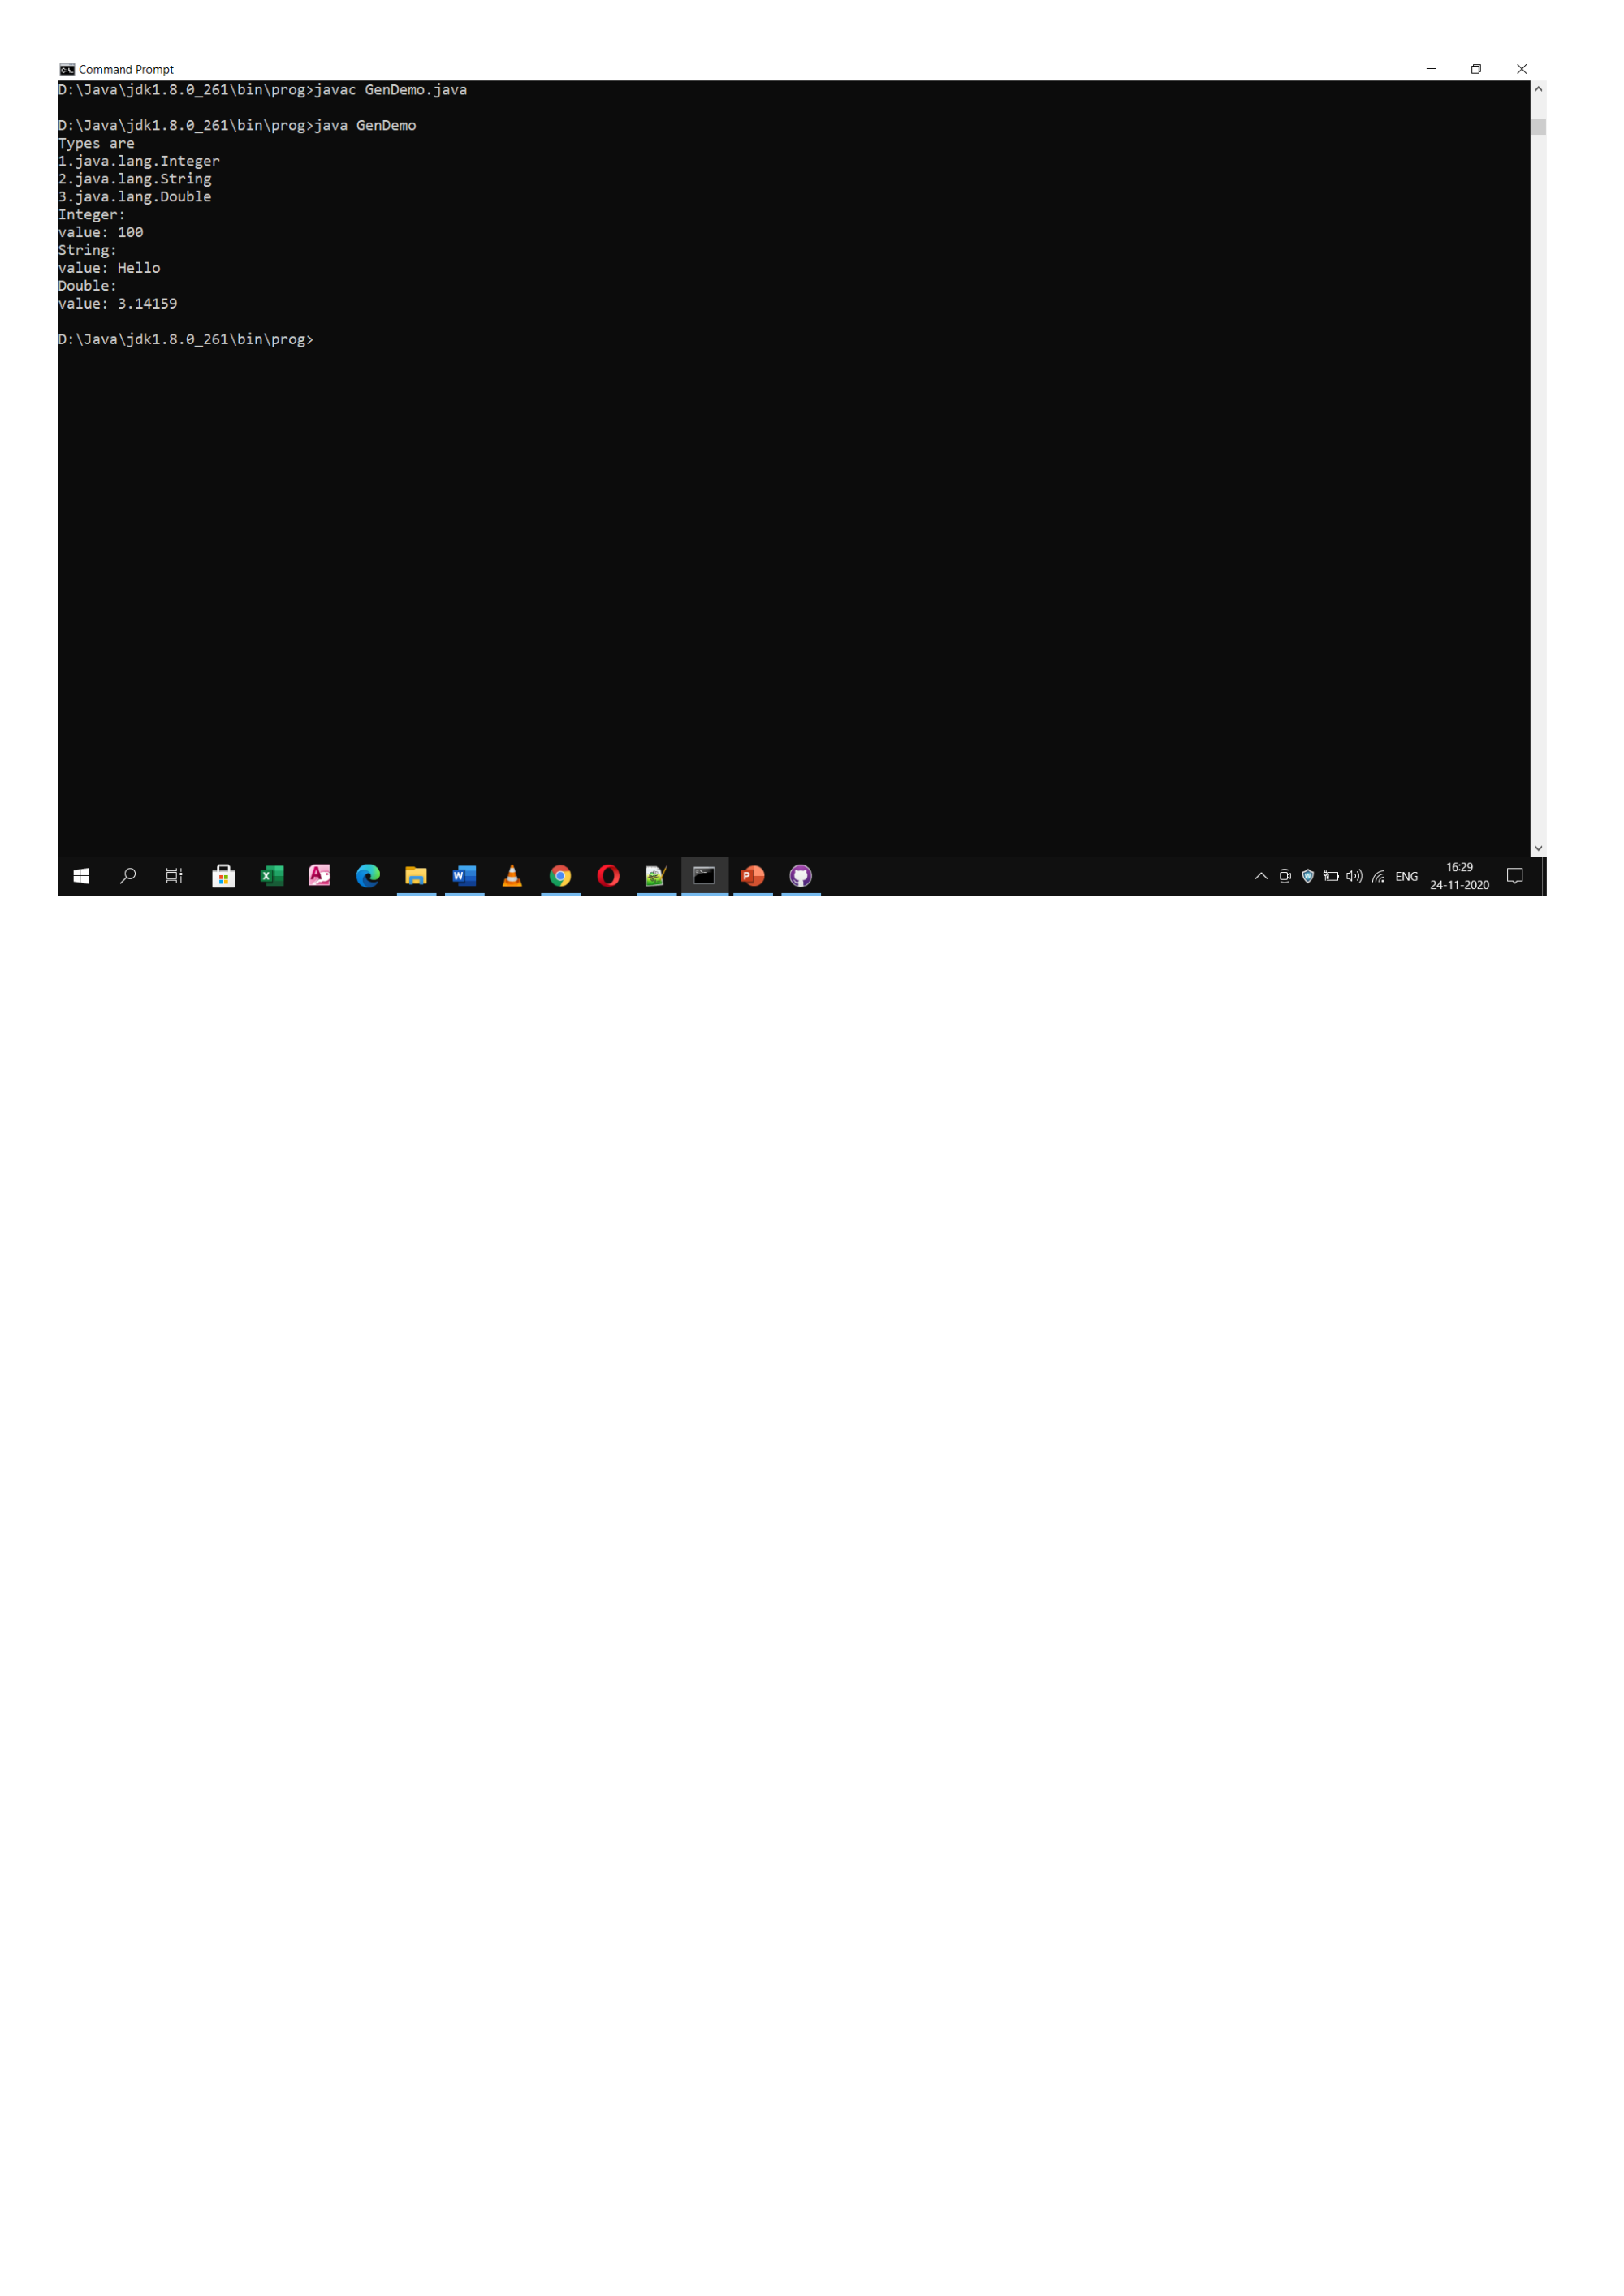 Command Prompt
D:\Java\jdk1.8.0_261\bin\prog>javac GenDemo.java
D:\Java\jdk1.8.0_261\bin\prog>java GenDemo
Types are
1.java.lang.Integer
2.java.lang.String
3.java.lang.Double
Integer:
value: 100
String:
value: Hello
Double:
value: 3.14159
D:\Java\jdk1.8.0_261\bin\prog>
ENG
16:29
24-11-2020